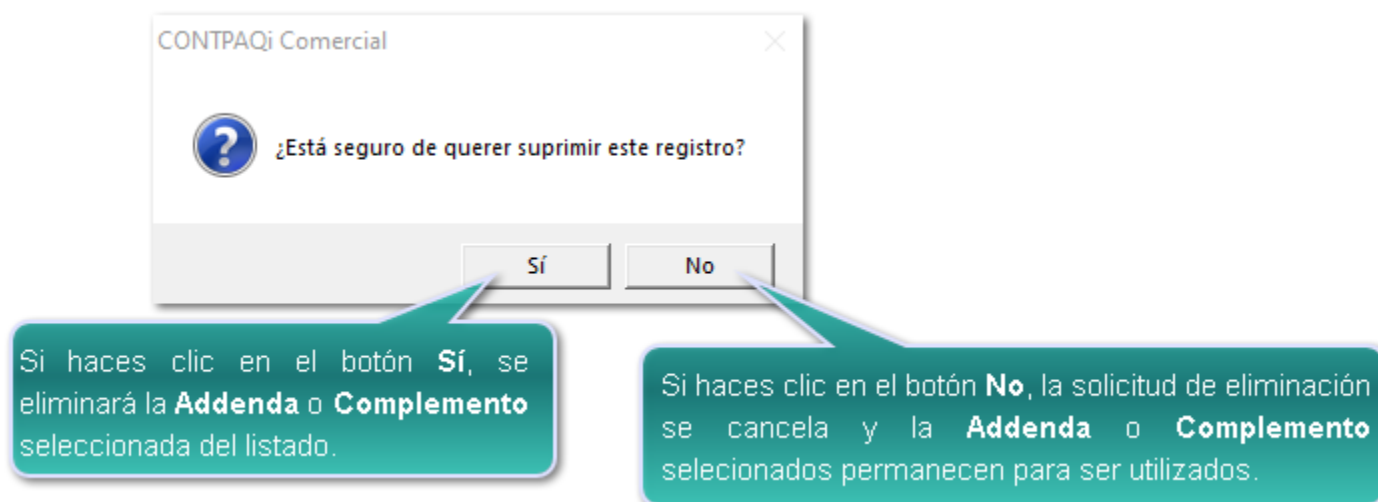 CONTPAQi Comercial
¿Está seguro de querer suprimir este registro?
Sí
No
Si haces clic en el botón Sí, se
eliminará la Addenda o Complemento
seleccionada del listado.
Si haces clic en el botón No, la solicitud de eliminación
se cancela y la Addenda o Complemento
selecionados permanecen para ser utilizados.